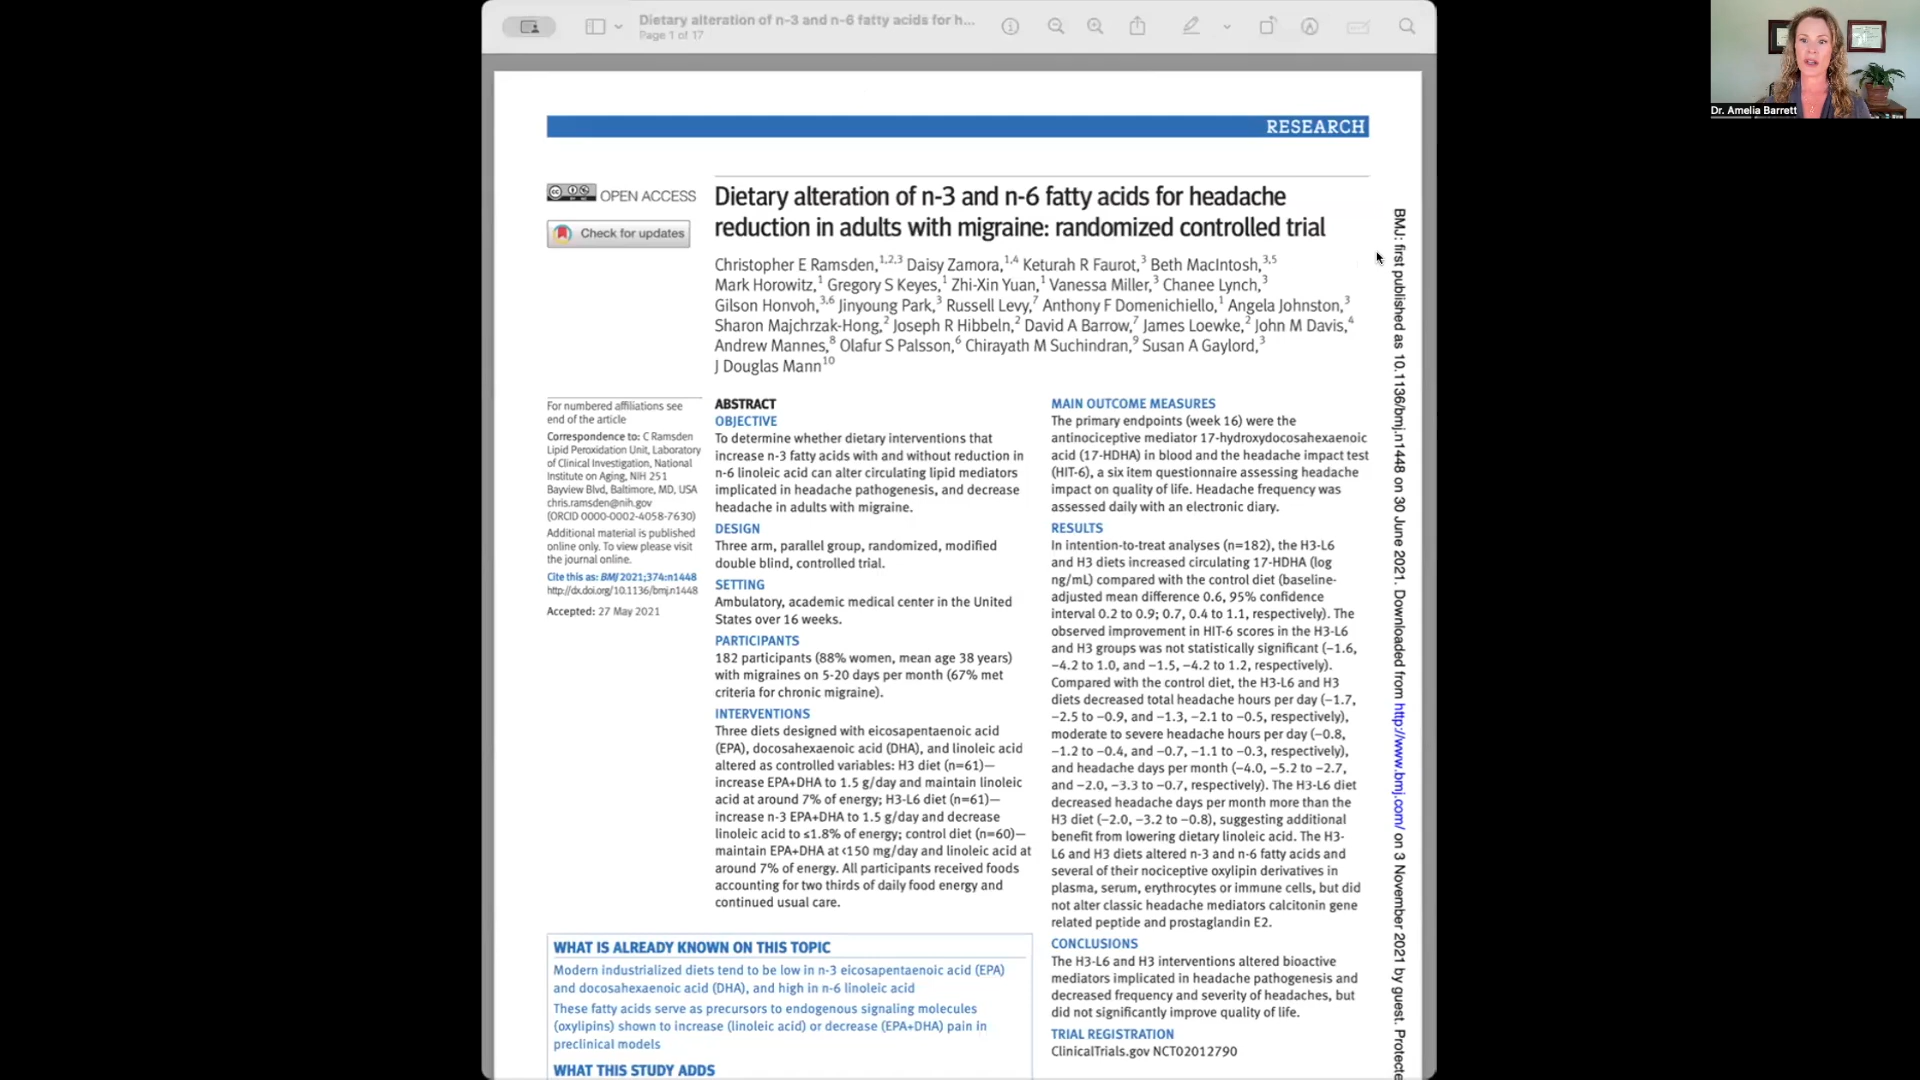 Dietary alteration of n-3 and n-6 fatty acids for h...
Page 1 of 17
Dr. Amelia Barrett
RESEARCH
OPEN ACCESS
Check for updates
Dietary alteration of n-3 and n-6 fatty acids for headache
reduction in adults with migraine: randomized controlled trial
Christopher E Ramsden,1,2,3 Daisy Zamora,1,4 Keturah R Faurot,3 Beth MacIntosh,3,5
Mark Horowitz,1 Gregory S Keyes,1 Zhi-Xin Yuan,1 Vanessa Miller,3 Chanee Lynch,3
Gilson Honvoh,3,6 Jinyoung Park,3 Russell Levy,7 Anthony F Domenichiello,1 Angela Johnston,3
Sharon Majchrzak-Hong,2 Joseph R Hibbeln,2 David A Barrow,7 James Loewke,2 John M Davis,4
Andrew Mannes,8 Olafur S Palsson,6 Chirayath M Suchindran,9 Susan A Gaylord,3
J Douglas Mann10
For numbered affiliations see
end of the article
Correspondence to: C Ramsden
Lipid Peroxidation Unit, Laboratory
of Clinical Investigation, National
Institute on Aging, NIH 251
Bayview Blvd, Baltimore, MD, USA
chris.ramsden@nih.gov
(ORCID 0000-0002-4058-7630)
Additional material is published
online only. To view please visit
the journal online.
Cite this as: BMJ 2021;374:n1448
http://dx.doi.org/10.1136/bmj.n1448
Accepted: 27 May 2021
ABSTRACT
OBJECTIVE
To determine whether dietary interventions that
increase n-3 fatty acids with and without reduction in
n-6 linoleic acid can alter circulating lipid mediators
implicated in headache pathogenesis, and decrease
headache in adults with migraine.
DESIGN
Three arm, parallel group, randomized, modified
double blind, controlled trial.
SETTING
Ambulatory, academic medical center in the United
States over 16 weeks.
PARTICIPANTS
182 participants (88% women, mean age 38 years)
with migraines on 5-20 days per month (67% met
criteria for chronic migraine).
INTERVENTIONS
Three diets designed with eicosapentaenoic acid
(EPA), docosahexaenoic acid (DHA), and linoleic acid
altered as controlled variables: H3 diet (n=61)—
increase EPA+DHA to 1.5 g/day and maintain linoleic
acid at around 7% of energy; H3-L6 diet (n=61)—
increase n-3 EPA+DHA to 1.5 g/day and decrease
linoleic acid to ≤1.8% of energy; control diet (n=60)—
maintain EPA+DHA at <150 mg/day and linoleic acid at
around 7% of energy. All participants received foods
accounting for two thirds of daily food energy and
continued usual care.
WHAT IS ALREADY KNOWN ON THIS TOPIC
Modern industrialized diets tend to be low in n-3 eicosapentaenoic acid (EPA)
and docosahexaenoic acid (DHA), and high in n-6 linoleic acid
These fatty acids serve as precursors to endogenous signaling molecules
(oxylipins) shown to increase (linoleic acid) or decrease (EPA+DHA) pain in
preclinical models
WHAT THIS STUDY ADDS
MAIN OUTCOME MEASURES
The primary endpoints (week 16) were the
antinociceptive mediator 17-hydroxydocosahexaenoic
acid (17-HDHA) in blood and the headache impact test
(HIT-6), a six item questionnaire assessing headache
impact on quality of life. Headache frequency was
assessed daily with an electronic diary.
RESULTS
In intention-to-treat analyses (n=182), the H3-L6
and H3 diets increased circulating 17-HDHA (log
ng/mL) compared with the control diet (baseline-
adjusted mean difference 0.6, 95% confidence
interval 0.2 to 0.9; 0.7, 0.4 to 1.1, respectively). The
observed improvement in HIT-6 scores in the H3-L6
and H3 groups was not statistically significant (−1.6,
−4.2 to 1.0, and −1.5, −4.2 to 1.2, respectively).
Compared with the control diet, the H3-L6 and H3
diets decreased total headache hours per day (−1.7,
−2.5 to −0.9, and −1.3, −2.1 to −0.5, respectively),
moderate to severe headache hours per day (−0.8,
−1.2 to −0.4, and −0.7, −1.1 to −0.3, respectively),
and headache days per month (−4.0, −5.2 to −2.7,
and −2.0, −3.3 to −0.7, respectively). The H3-L6 diet
decreased headache days per month more than the
H3 diet (−2.0, −3.2 to −0.8), suggesting additional
benefit from lowering dietary linoleic acid. The H3-
L6 and H3 diets altered n-3 and n-6 fatty acids and
several of their nociceptive oxylipin derivatives in
plasma, serum, erythrocytes or immune cells, but did
not alter classic headache mediators calcitonin gene
related peptide and prostaglandin E2.
CONCLUSIONS
The H3-L6 and H3 interventions altered bioactive
mediators implicated in headache pathogenesis and
decreased frequency and severity of headaches, but
did not significantly improve quality of life.
TRIAL REGISTRATION
ClinicalTrials.gov NCT02012790
BMJ: first published as 10.1136/bmj.n1448 on 30 June 2021. Downloaded from http://www.bmj.com/ on 3 November 2021 by guest. Protecte